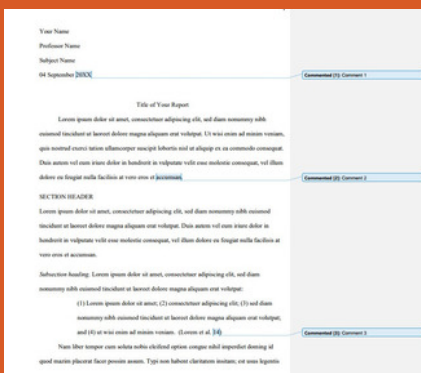 Your Name
Professor Name
Subject Name
04 September 20XX
Commented [1]: Comment 1
Title of Your Report
Lorem ipsum dolor sit amet, consectetuer adipiscing elit, sed diam nonummy nibh
euismod tincidunt ut laoreet dolore magna aliquam erat volutpat. Ut wisi enim ad minim veniam,
quis nostrud exerci tation ullamcorper suscipit lobortis nisl ut aliquip ex ea commodo consequat.
Duis autem vel eum iriure dolor in hendrerit in vulputate velit esse molestie consequat, vel illum
dolore eu feugiat nulla facilisis at vero eros et accumsan.
Commented [2]: Comment 2
SECTION HEADER
Lorem ipsum dolor sit amet, consectetuer adipiscing elit, sed diam nonummy nibh euismod
tincidunt ut laoreet dolore magna aliquam erat volutpat. Duis autem vel eum iriure dolor in
hendrerit in vulputate velit esse molestie consequat, vel illum dolore eu feugiat nulla facilisis at
vero eros et accumsan.
Subsection heading. Lorem ipsum dolor sit amet, consectetuer adipiscing elit, sed diam
nonummy nibh euismod tincidunt ut laoreet dolore magna aliquam erat volutpat:
(1) Lorem ipsum dolor sit amet; (2) consectetuer adipiscing elit; (3) sed diam
nonummy nibh euismod tincidunt ut laoreet dolore magna aliquam erat volutpat;
and (4) ut wisi enim ad minim veniam. (Lorem et al. 14)
Commented [3]: Comment 3
Nam liber tempor cum soluta nobis eleifend option congue nihil imperdiet doming id
quod mazim placerat facer possim assum. Typi non habent claritatem insitam; est usus legentis